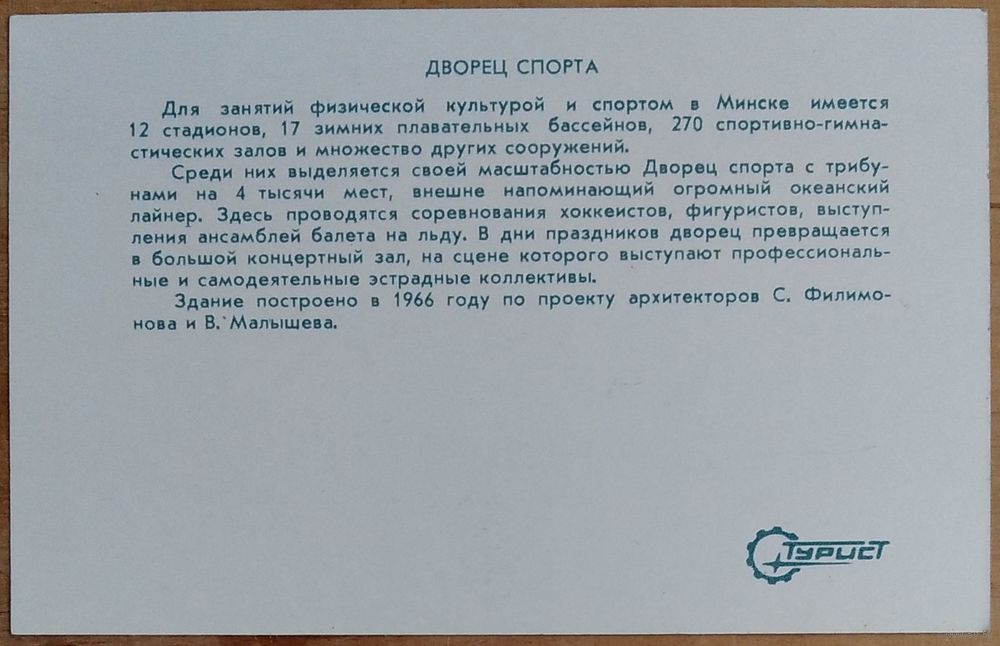 ДВОРЕЦ СПОРТА
Для занятий физической культурой и спортом в Минске имеется
12 стадионов, 17 зимних плавательных бассейнов, 270 спортивно-гимна-
стических залов и множество других сооружений.
Среди них выделяется своей масштабностью Дворец спорта с трибу-
нами на 4 тысячи мест, внешне напоминающий огромный океанский
лайнер. Здесь проводятся соревнования хоккеистов, фигуристов, выступ-
ления ансамблей балета на льду. В дни праздников дворец превращается
в большой концертный зал, на сцене которого выступают профессиональ-
ные и самодеятельные эстрадные коллективы.
Здание построено в 1966 году по проекту архитекторов С. Филимо-
нова и В. Малышева.
ТУРИСТ